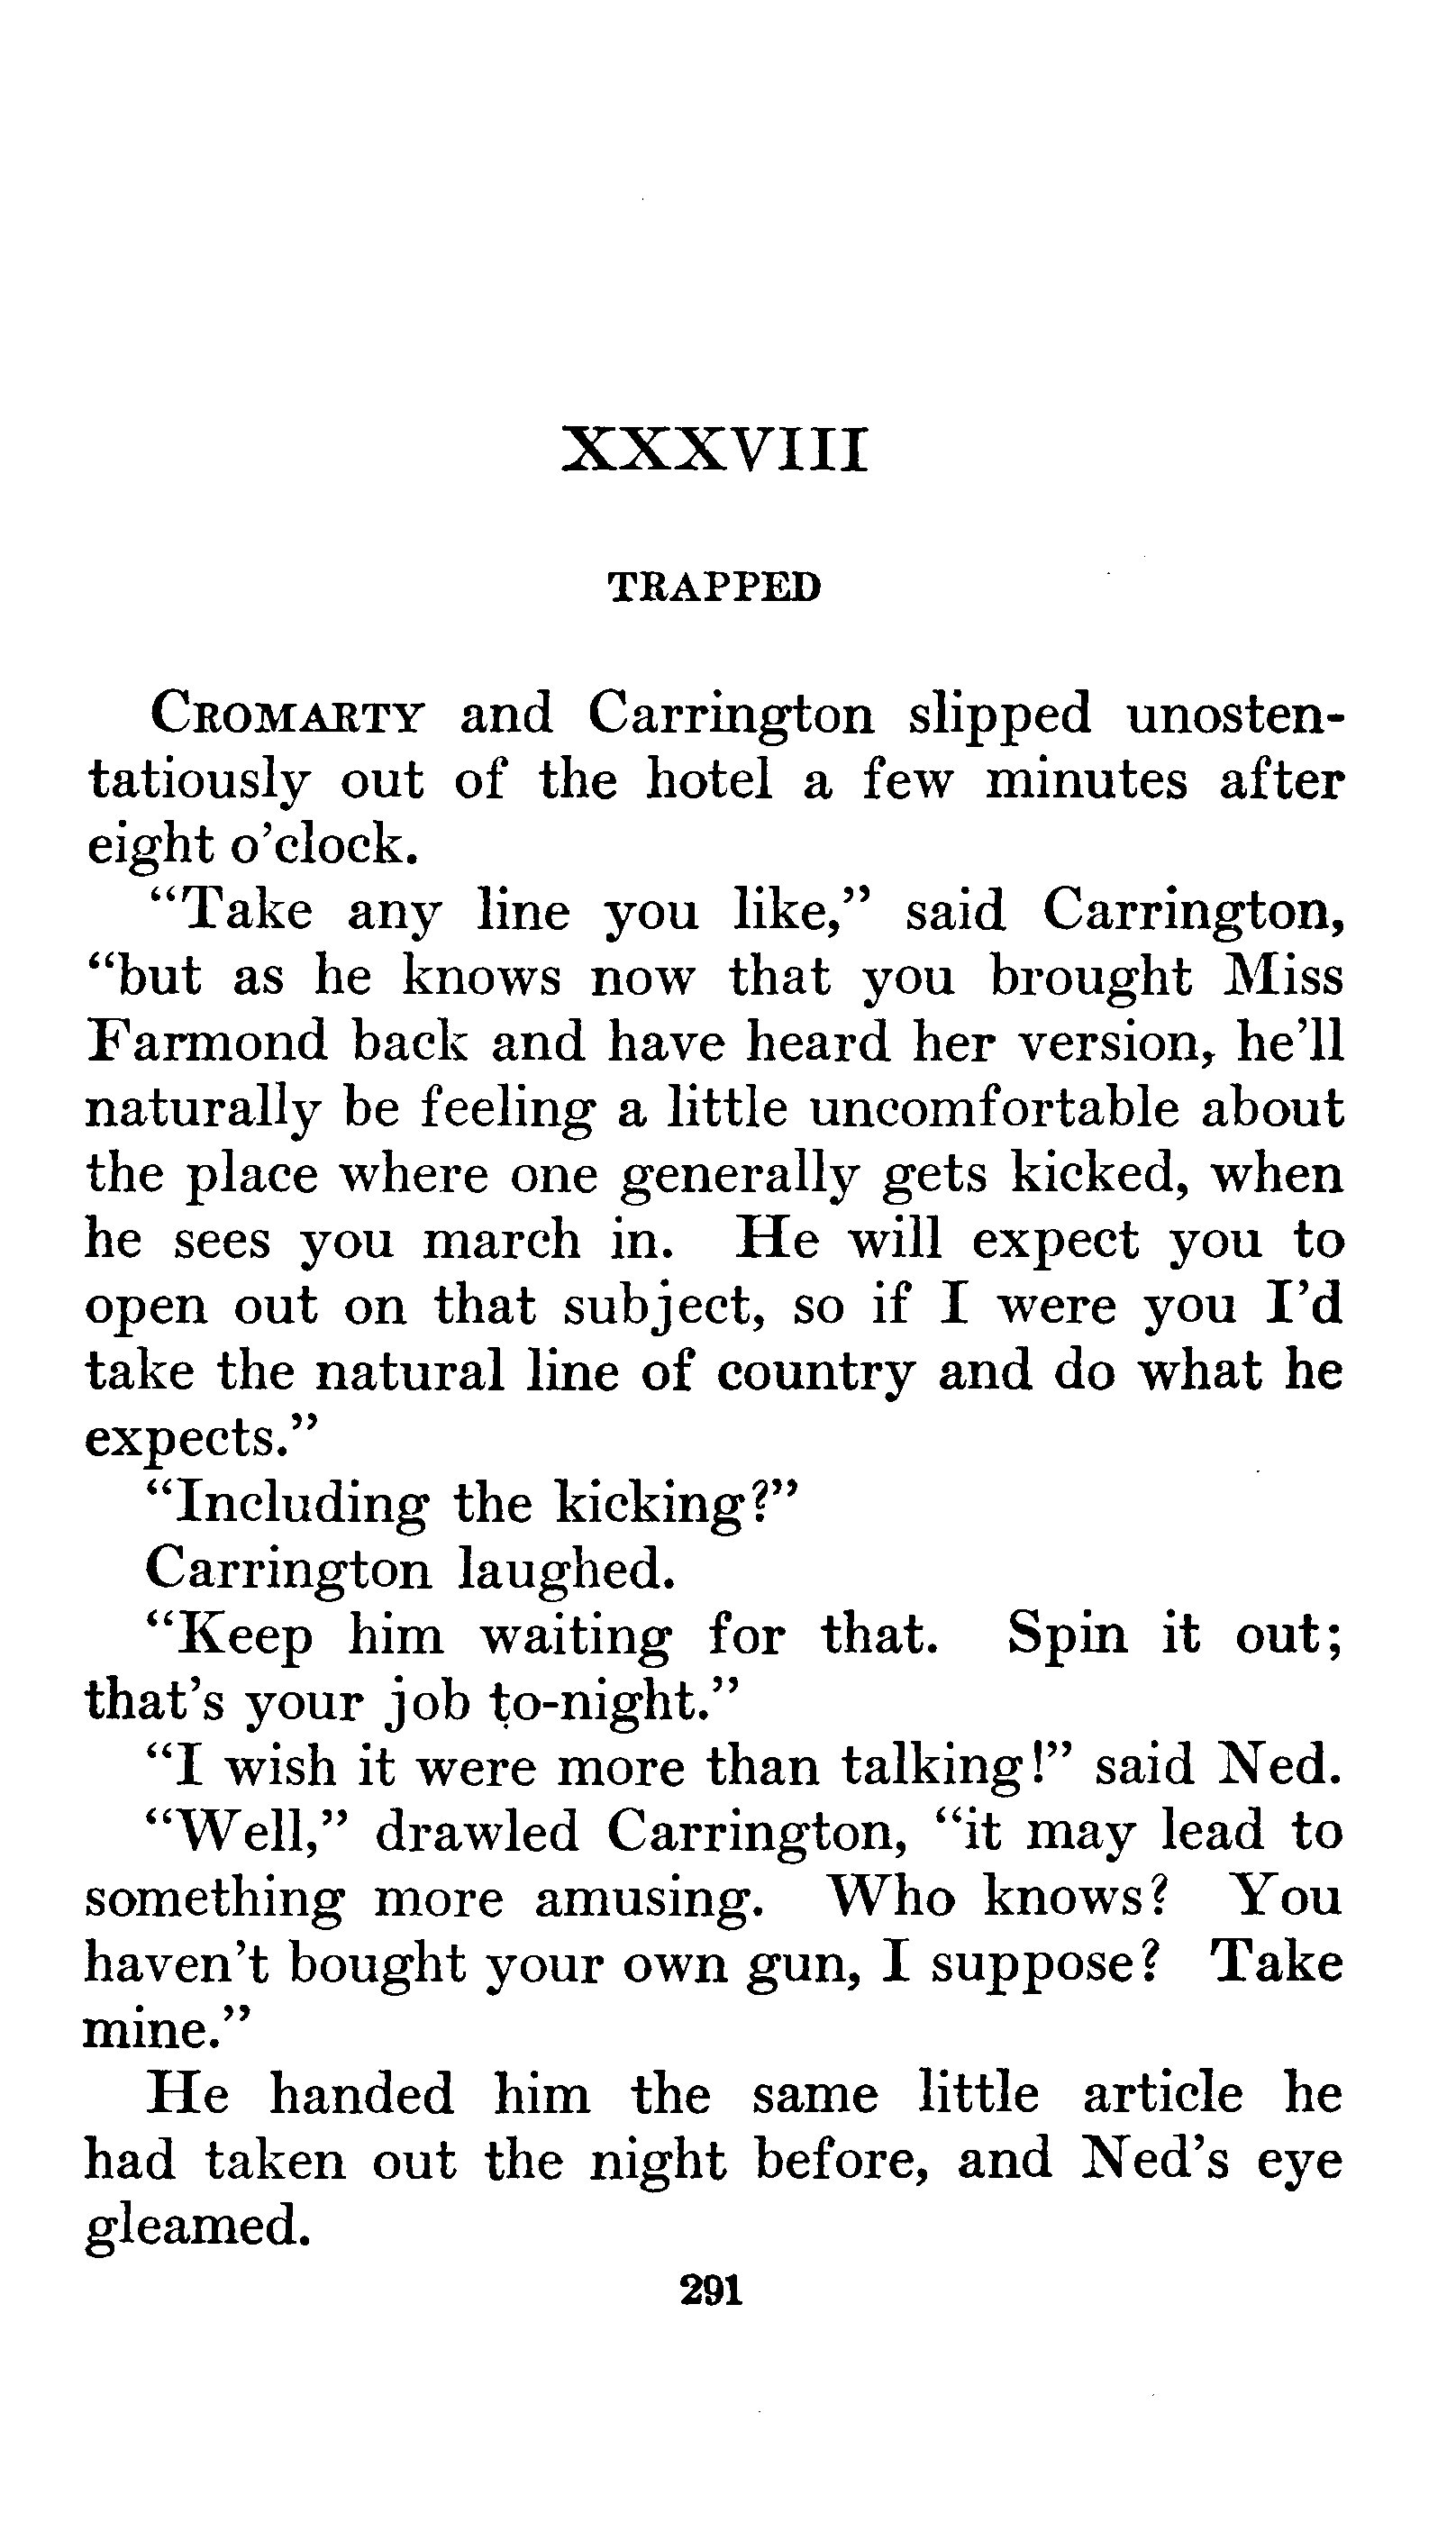 XXXVIII
TRAPPED
CROMARTY and Carrington slipped unosten-
tatiously out of the hotel a few minutes after
eight o'clock.
"Take any line you like," said Carrington,
"but as he knows now that you brought Miss
Farmond back and have heard her version, he'll
naturally be feeling a little uncomfortable about
the place where one generally gets kicked, when
he sees you march in. He will expect you to
open out on that subject, so if I were you I'd
take the natural line of country and do what he
expects."
"Including the kicking?"
Carrington laughed.
"Keep him waiting for that. Spin it out;
that's your job to-night."
"I wish it were more than talking!" said Ned.
"Well," drawled Carrington, "it may lead to
something more amusing. Who knows? You
haven't bought your own gun, I suppose? Take
mine."
He handed him the same little article he
had taken out the night before, and Ned's eye
gleamed.
291